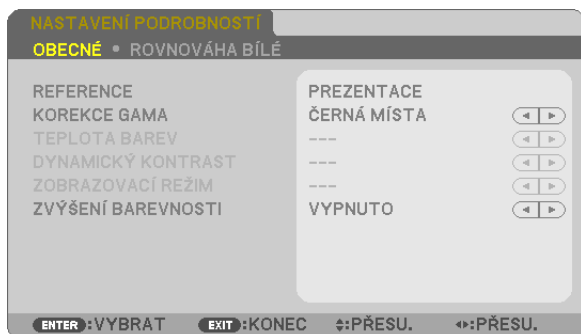 NASTAVENÍ PODROBNOSTÍ
OBECNÉ • ROVNOVÁHA BÍLÉ
REFERENCE PREZENTACE
KOREKCE GAMA ČERNÁ MÍSTA
TEPLOTA BAREV ---
DYNAMICKÝ KONTRAST ---
ZOBRAZOVACÍ REŽIM ---
ZVÝŠENÍ BAREVNOSTI VYPNUTO
ENTER :VYBRAT EXIT :KONEC :PŘESU. :PŘESU.